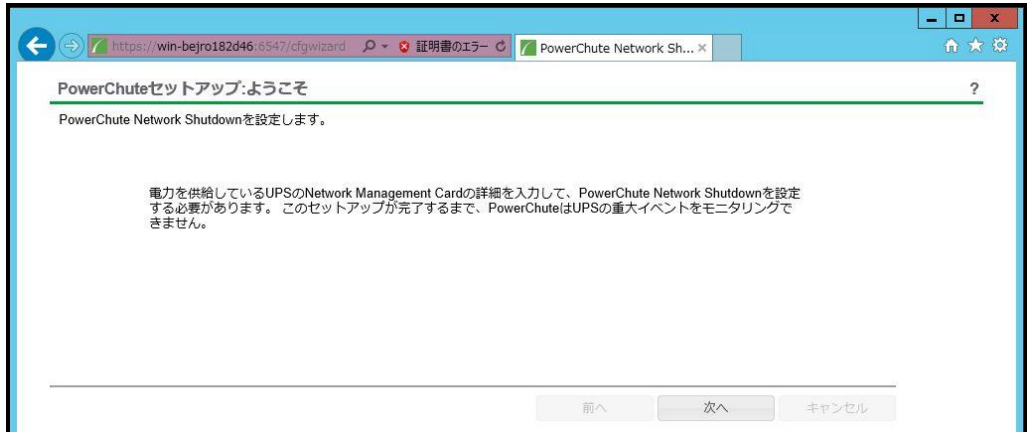 https://win-bejro182d46:6547/cfgwizard 証明書のエラー PowerChute Network Sh... ×
PowerChuteセットアップ:ようこそ ?
PowerChute Network Shutdownを設定します。
電力を供給しているUPSのNetwork Management Cardの詳細を入力して、PowerChute Network Shutdownを設定
する必要があります。 このセットアップが完了するまで、PowerChuteはUPSの重大イベントをモニタリングで
きません。
前へ 次へ キャンセル